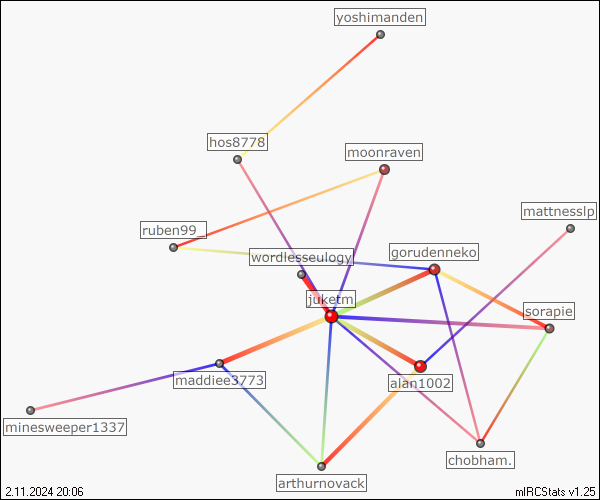 yoshimanden
hos8778
moonraven
mattnesslp
ruben99_
wordlesseulogy
gorudenneko
juketm
sorapie
maddiee3773
alan1002
minesweeper1337
chobham.
arthurnovack
2.11.2024 20:06
mIRCStats v1.25